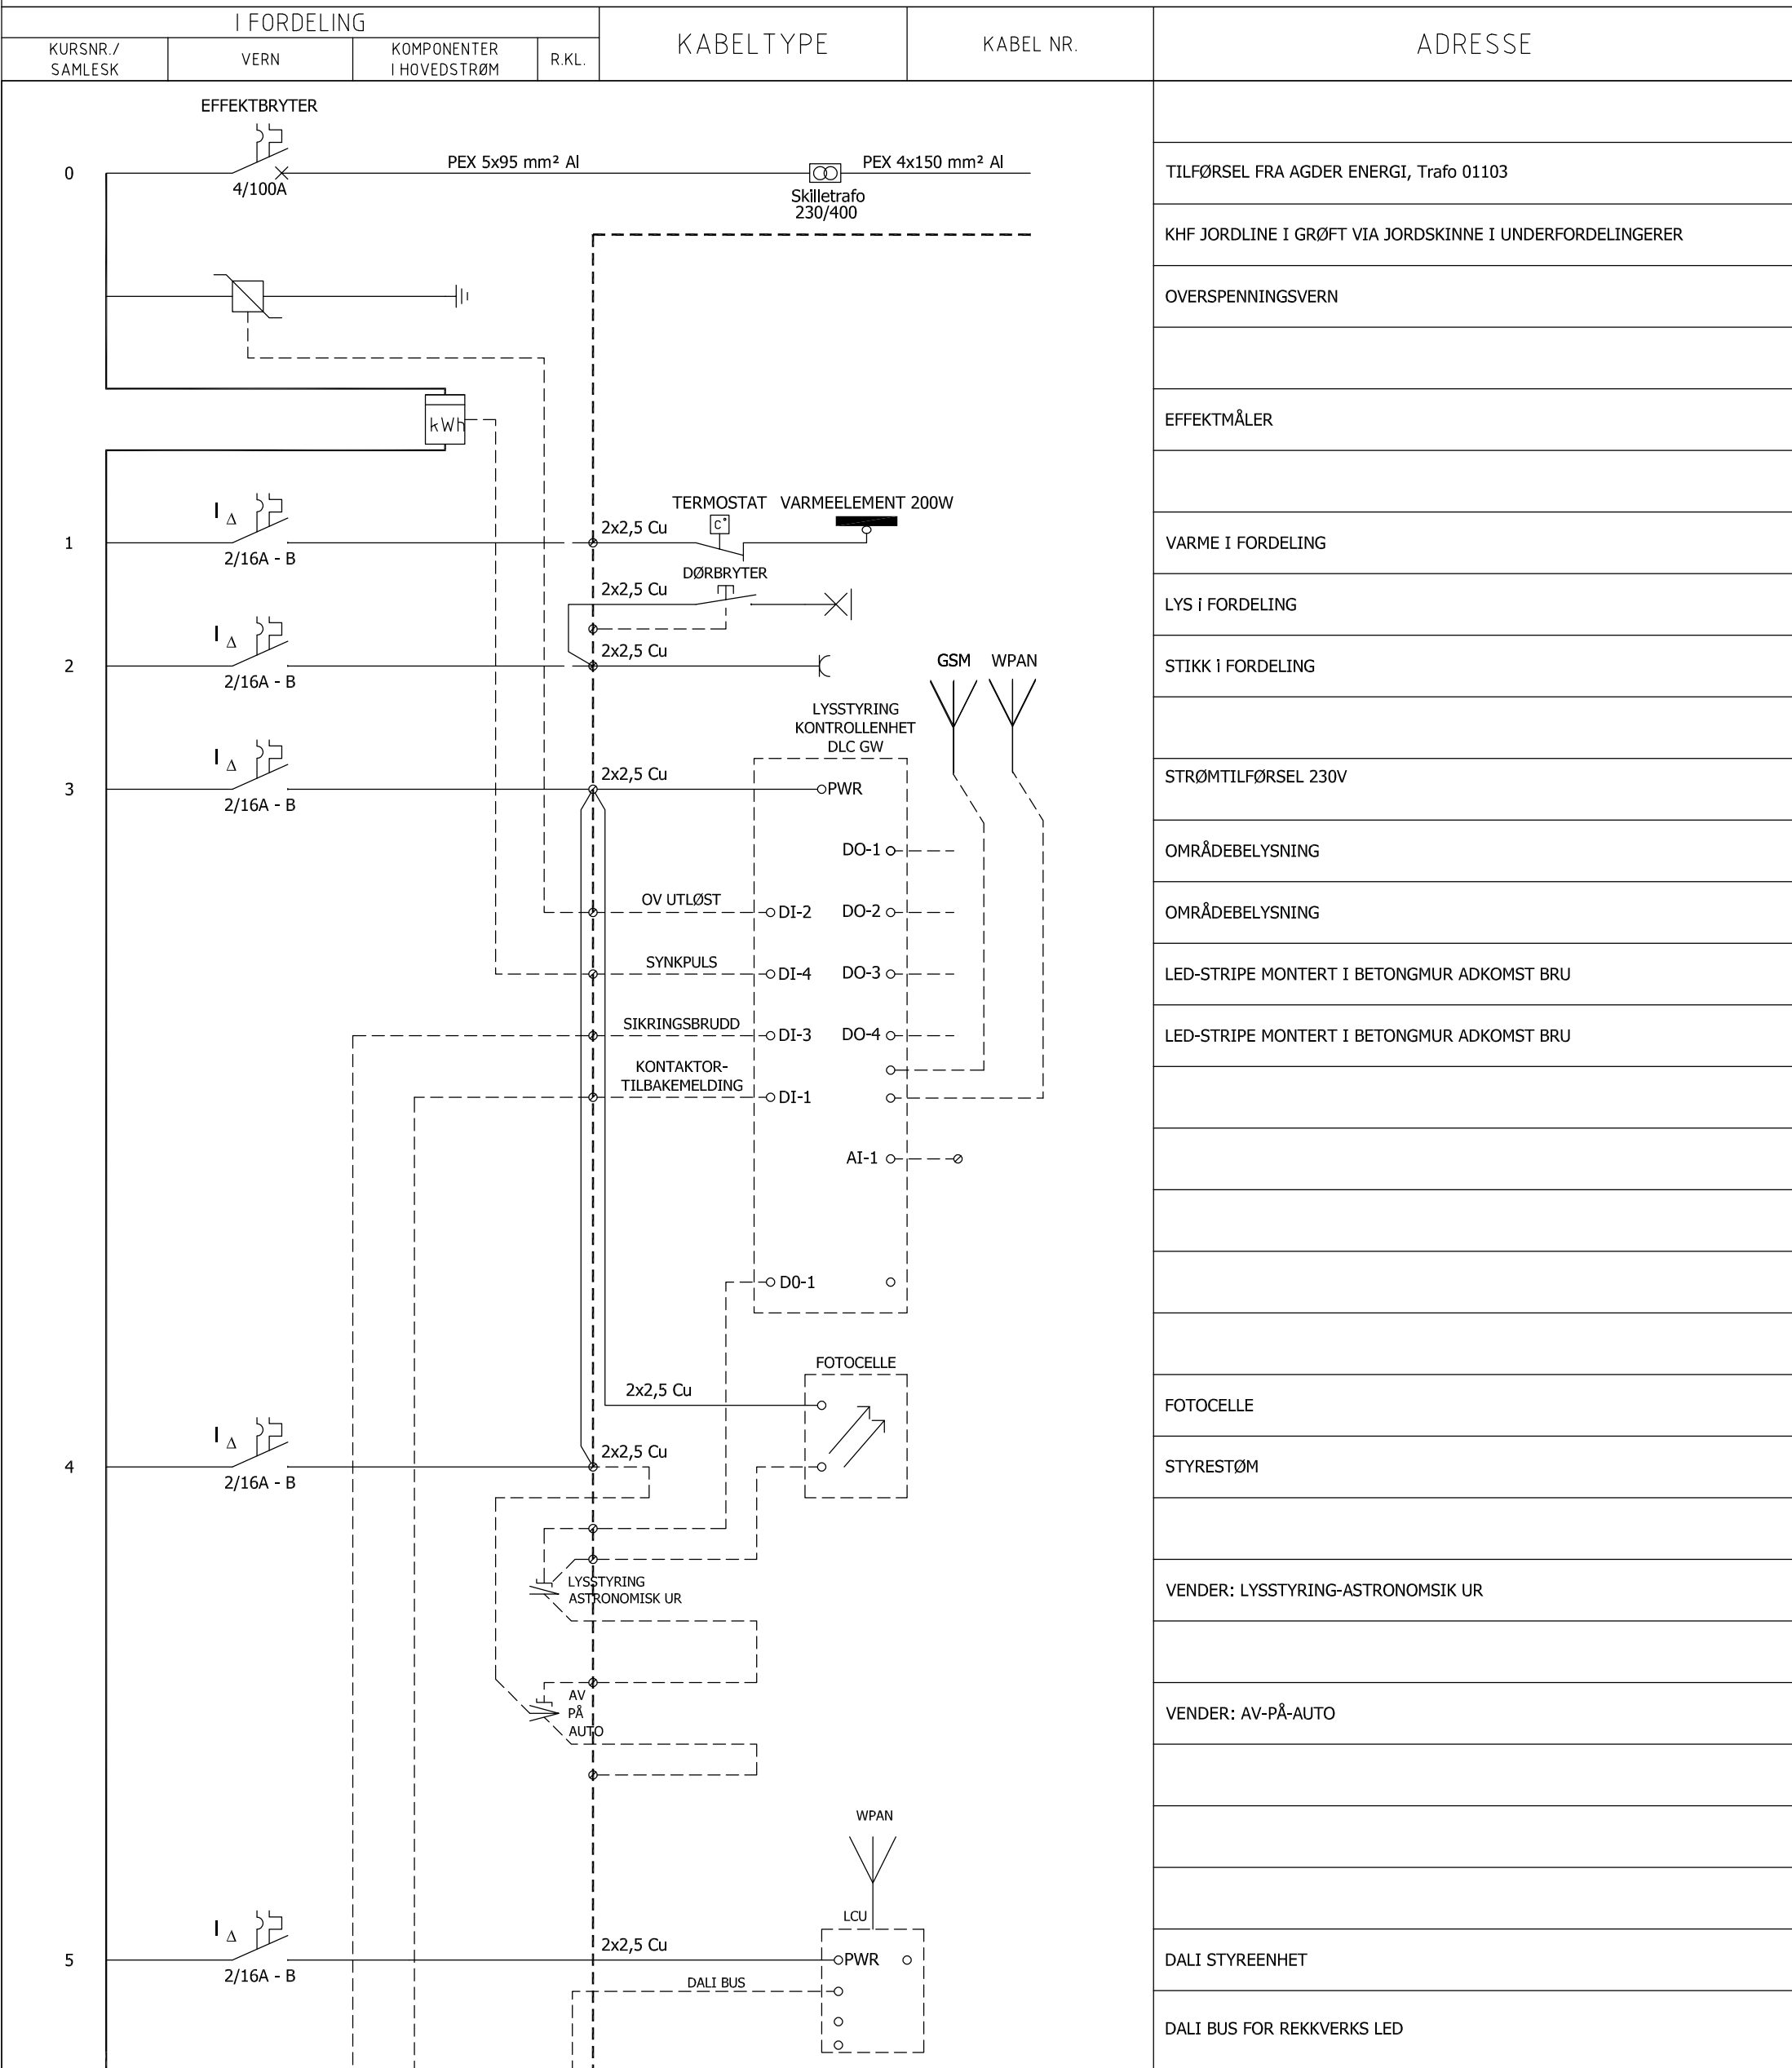 I FORDELING
KURSNR./
SAMLESK
VERN
KOMPONENTER
I HOVEDSTRØM
R.KL.
KABELTYPE
KABEL NR.
ADRESSE
EFFEKTBRYTER
0
4/100A
PEX 5x95 mm² Al
PEX 4x150 mm² Al
Skilletrafo
230/400
TILFØRSEL FRA AGDER ENERGI, Trafo 01103
KHF JORDLINE I GRØFT VIA JORDSKINNE I UNDERFORDELINGERER
OVERSPENNINGSVERN
kWh
EFFEKTMÅLER
TERMOSTAT
VARMEELEMENT 200W
I Δ
C°
1
2/16A - B
2x2,5 Cu
VARME I FORDELING
DØRBRYTER
2x2,5 Cu
LYS i FORDELING
I Δ
2
2/16A - B
2x2,5 Cu
STIKK i FORDELING
GSM
WPAN
LYSSTYRING
KONTROLLENHET
DLC GW
I Δ
3
2/16A - B
2x2,5 Cu
PWR
STRØMTILFØRSEL 230V
DO-1
OMRÅDEBELYSNING
OV UTLØST
DI-2
DO-2
OMRÅDEBELYSNING
SYNKPULS
DI-4
DO-3
LED-STRIPE MONTERT I BETONGMUR ADKOMST BRU
SIKRINGSBRUDD
DI-3
DO-4
LED-STRIPE MONTERT I BETONGMUR ADKOMST BRU
KONTAKTOR-
TILBAKEMELDING
DI-1
AI-1
D0-1
FOTOCELLE
2x2,5 Cu
FOTOCELLE
I Δ
4
2/16A - B
2x2,5 Cu
STYRESTØM
LYSSTYRING
ASTRONOMISK UR
VENDER: LYSSTYRING-ASTRONOMSIK UR
AV
PÅ
AUTO
VENDER: AV-PÅ-AUTO
WPAN
LCU
I Δ
5
2/16A - B
2x2,5 Cu
PWR
DALI STYREENHET
DALI BUS
DALI BUS FOR REKKVERKS LED